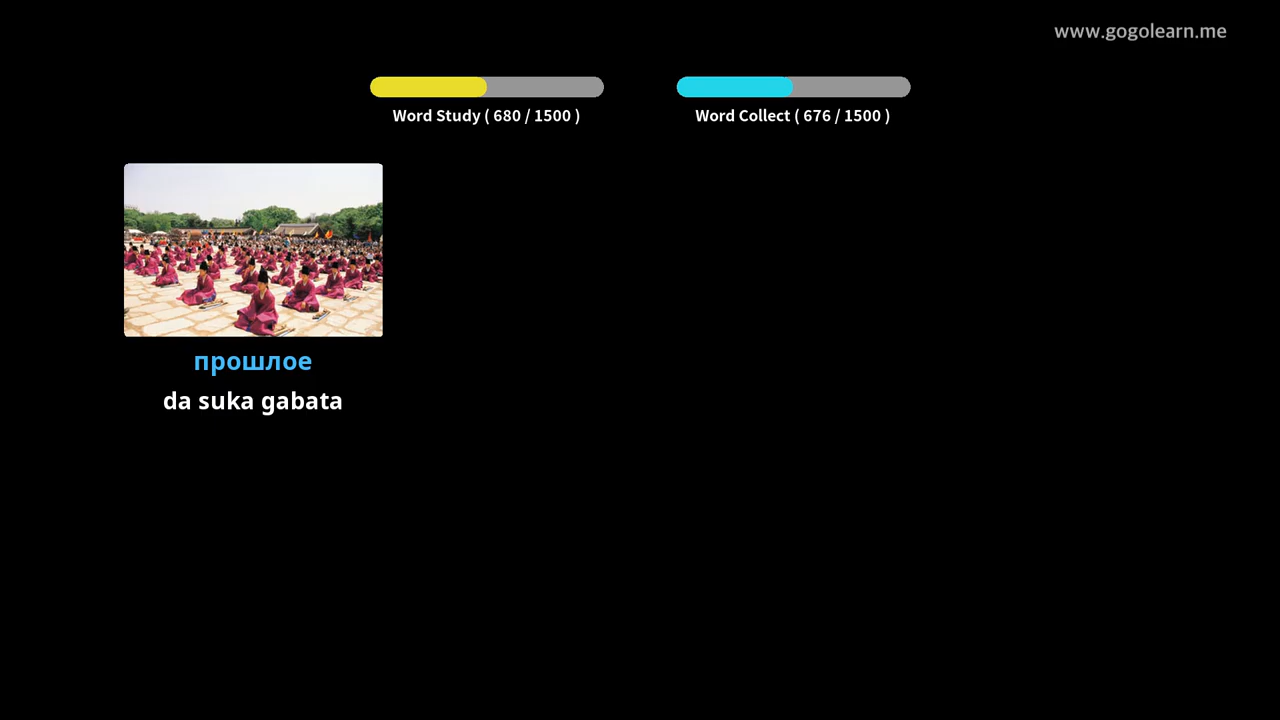 www.gogolearn.me
Word Study ( 680 / 1500 )
Word Collect ( 676 / 1500 )
прошлое
da suka gabata